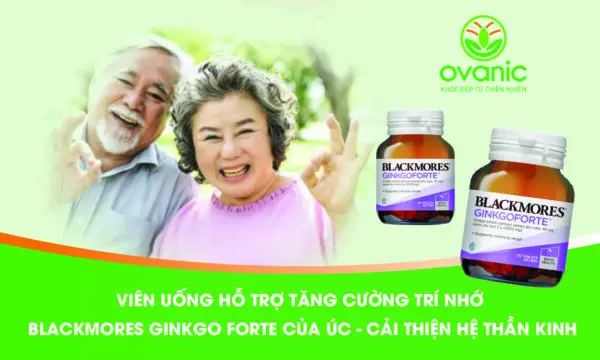 ovanic
KHỎE ĐẸP TỪ THIÊN NHIÊN
BLACKMORES
GINKGOFORTE
BLACKMORES
GINKGOFORTE
VIÊN UỐNG HỖ TRỢ TĂNG CƯỜNG TRÍ NHỚ
BLACKMORES GINKGO FORTE CỦA ÚC - CẢI THIỆN HỆ THẦN KINH